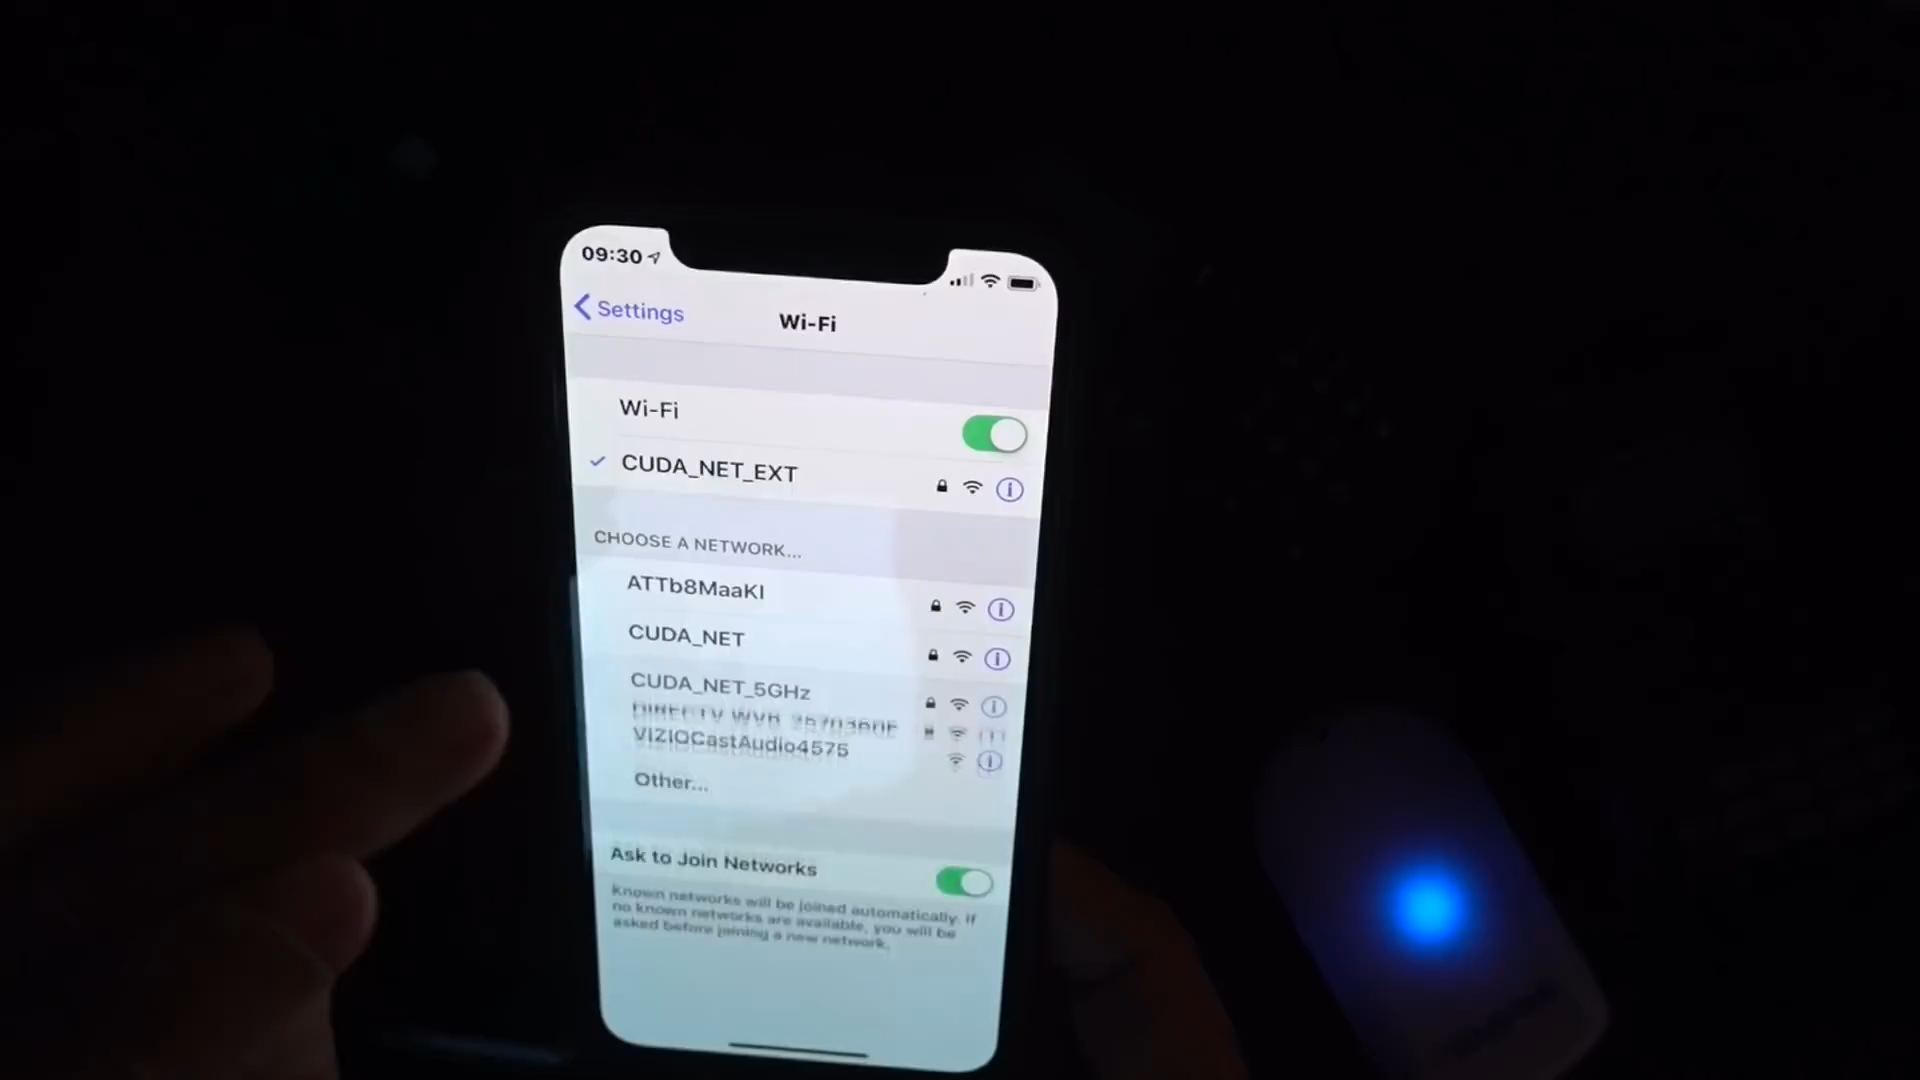 09:30
Settings
Wi-Fi
Wi-Fi
CUDA_NET_EXT
CHOOSE A NETWORK...
ATTb8MaaKI
CUDA_NET
CUDA_NET_5GHz
DIRECTV WVB
VIZIOCastAudio4575
Other...
Ask to Join Networks
Known networks will be joined automatically. If
no known networks are available, you will be
asked before joining a new network.